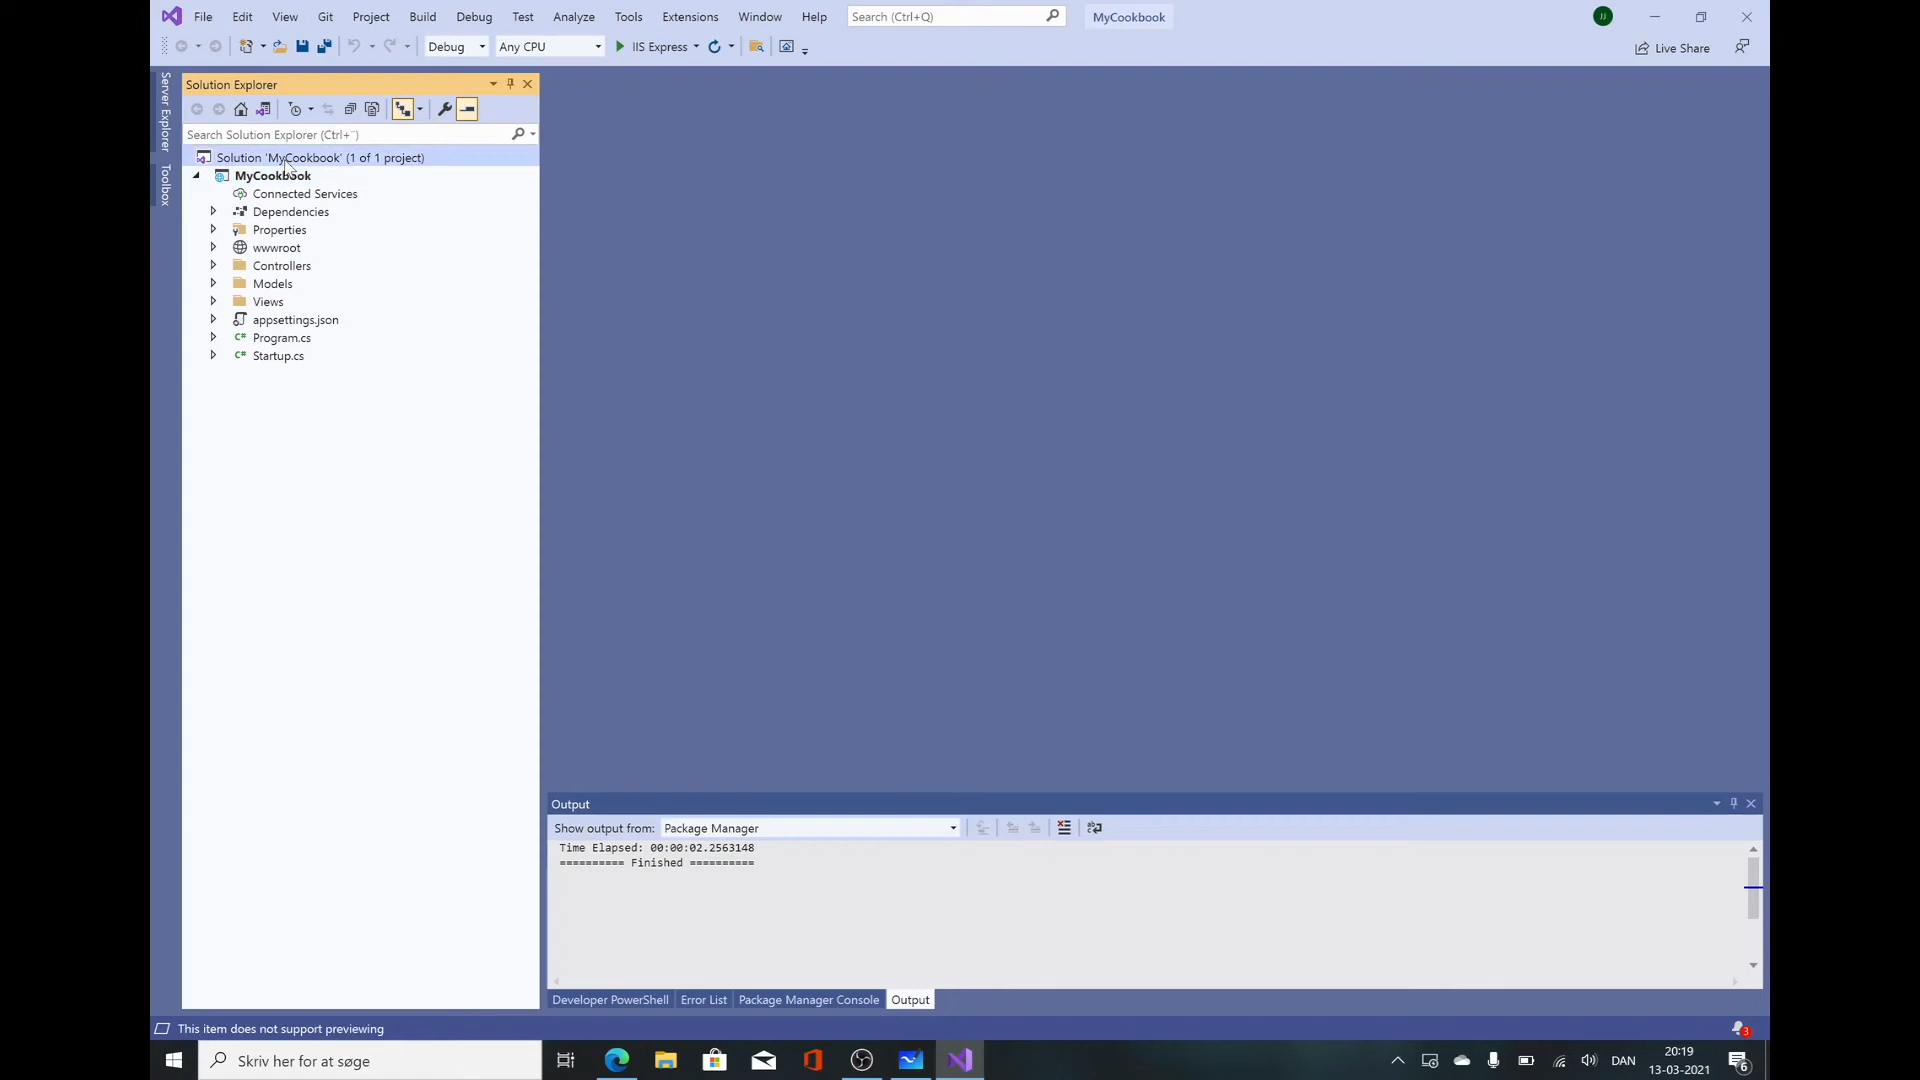 File Edit View Git Project Build Debug Test Analyze Tools Extensions Window Help Search (Ctrl+Q) MyCookbook JJ
Debug Any CPU IIS Express Live Share
Server Explorer
Toolbox
Solution Explorer
Search Solution Explorer (Ctrl+¨)
Solution 'MyCookbook' (1 of 1 project)
MyCookbook
Connected Services
Dependencies
Properties
wwwroot
Controllers
Models
Views
appsettings.json
C# Program.cs
C# Startup.cs
Output
Show output from: Package Manager
Time Elapsed: 00:00:02.2563148
========== Finished ==========
Developer PowerShell Error List Package Manager Console Output
This item does not support previewing 3
Skriv her for at søge DAN 20:19
13-03-2021 6